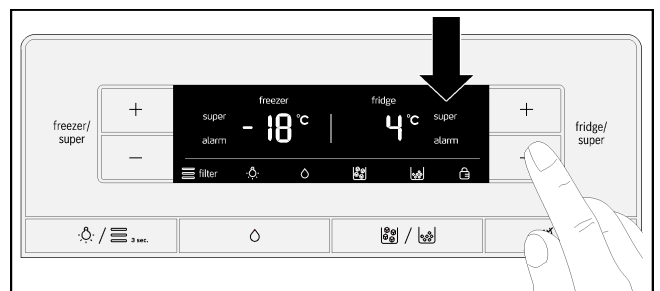 freezer/
super
+
−
freezer
fridge
super
alarm
-18 °C
4 °C
super
alarm
filter
+
fridge/
super
/ 3 sec.
/